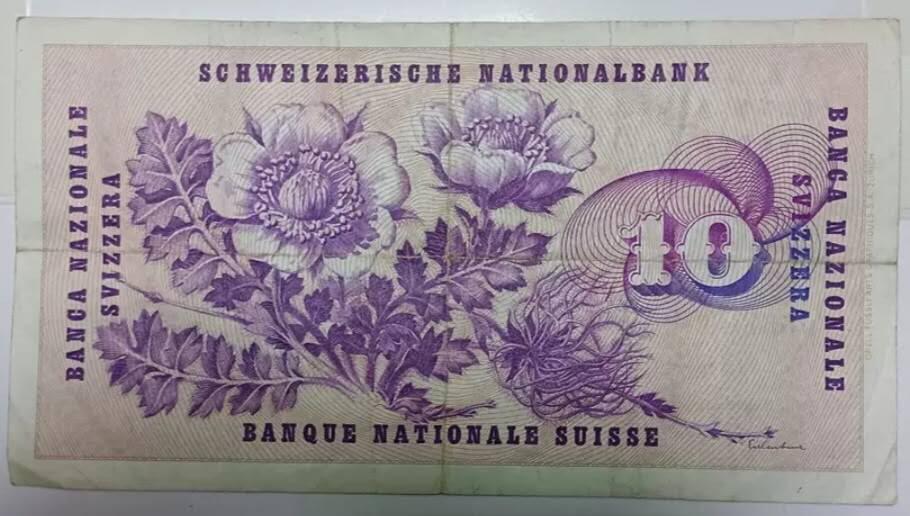 SCHWEIZERISCHE NATIONALBANK
BANCA NAZIONALE
SVIZZERA
10
BANCA NAZIONALE
SVIZZERA
BANQUE NATIONALE SUISSE